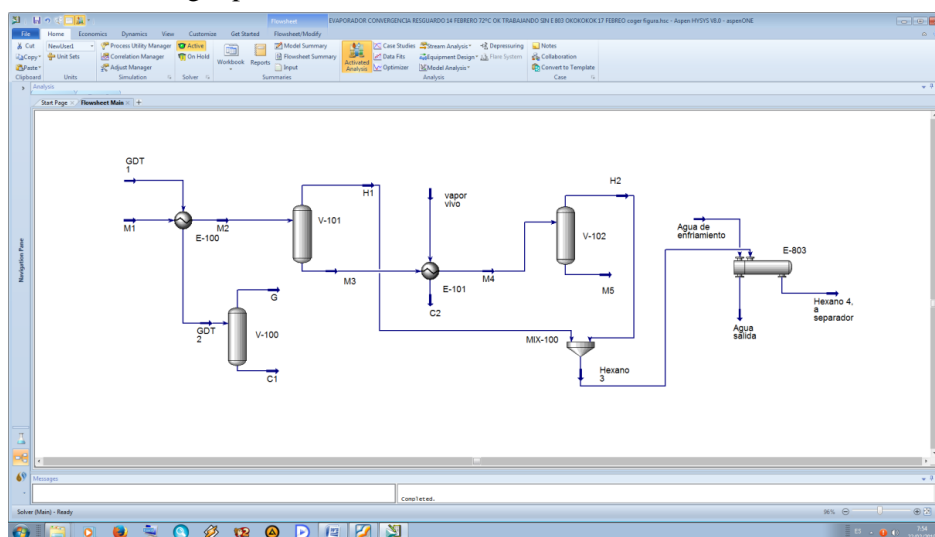 Flowsheet
EVAPORADOR CONVERGENCIA RESGUARDO 14 FEBRERO 72ºC OK TRABAJANDO SIN E 803 OKOKOKOK 17 FEBREO coger figura.hsc - Aspen HYSYS V8.0 - aspenONE
File Home Economics Dynamics View Customize Get Started Flowsheet/Modify
Cut NewUser1 Process Utility Manager Active Model Summary Case Studies Stream Analysis Depressuring Notes
Copy Unit Sets Correlation Manager On Hold Flowsheet Summary Data Fits Equipment Design Flare System Collaboration
Paste Adjust Manager Workbook Reports Input Activated Analysis Optimizer Model Analysis Convert to Template
Clipboard Units Simulation Solver Summaries Analysis Case
Analysis
Start Page Flowsheet Main
Navigation Pane
GDT
1
M1
E-100
M2
V-101
H1
M3
GDT
2
G
V-100
C1
vapor
vivo
E-101
C2
M4
H2
V-102
M5
MIX-100
Hexano
3
Agua de
enfriamiento
E-803
Agua
salida
Hexano 4,
a
separador
Messages
Completed.
Solver (Main) - Ready
96%
ES
7:54